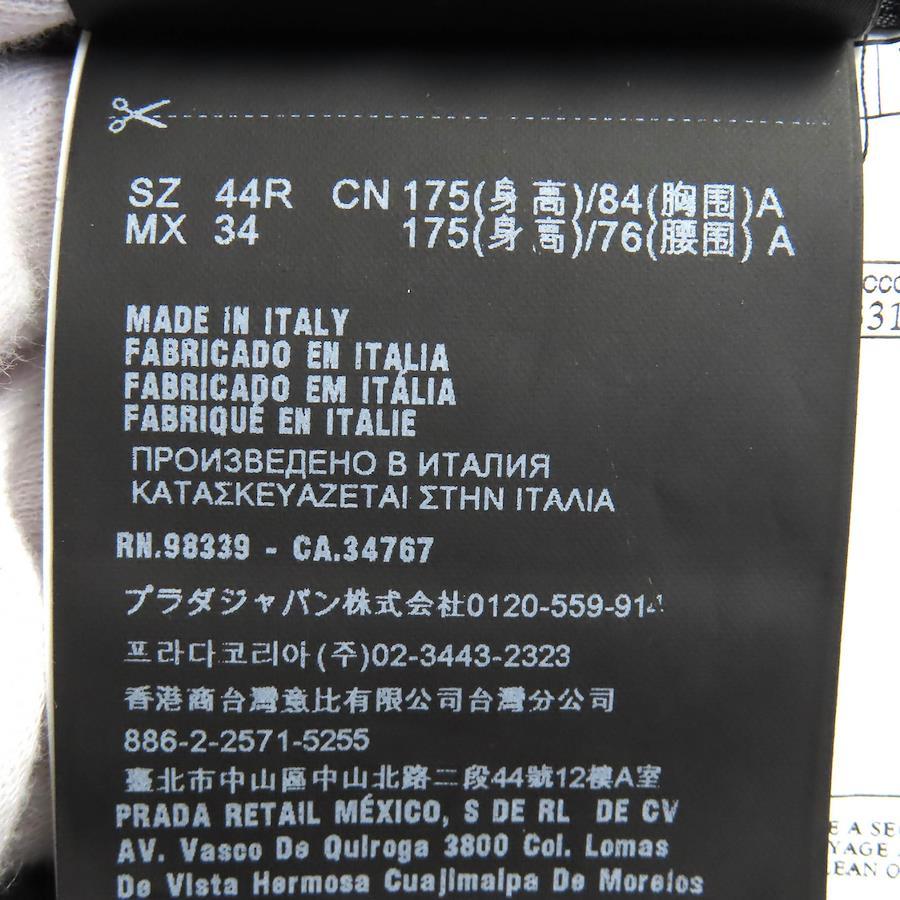 SZ 44R CN 175(身高)/84(胸围)A
MX 34 175(身高)/76(腰围)A
MADE IN ITALY
FABRICADO EN ITALIA
FABRICADO EM ITÁLIA
FABRIQUÉ EN ITALIE
ПРОИЗВЕДЕНО В ИТАЛИЯ
ΚΑΤΑΣΚΕΥΑΖΕΤΑΙ ΣΤΗΝ ΙΤΑΛΙΑ
RN.98339 - CA.34767
プラダジャパン株式会社
프라다코리아(주)02-3443-2323
香港商台灣意比有限公司台灣分公司
886-2-2571-5255
臺北市中山區中山北路二段44號12樓A室
PRADA RETAIL MÉXICO, S DE RL DE CV
AV. Vasco De Quiroga 3800 Col. Lomas
De Vista Hermosa Cuajimalpa De Morelos